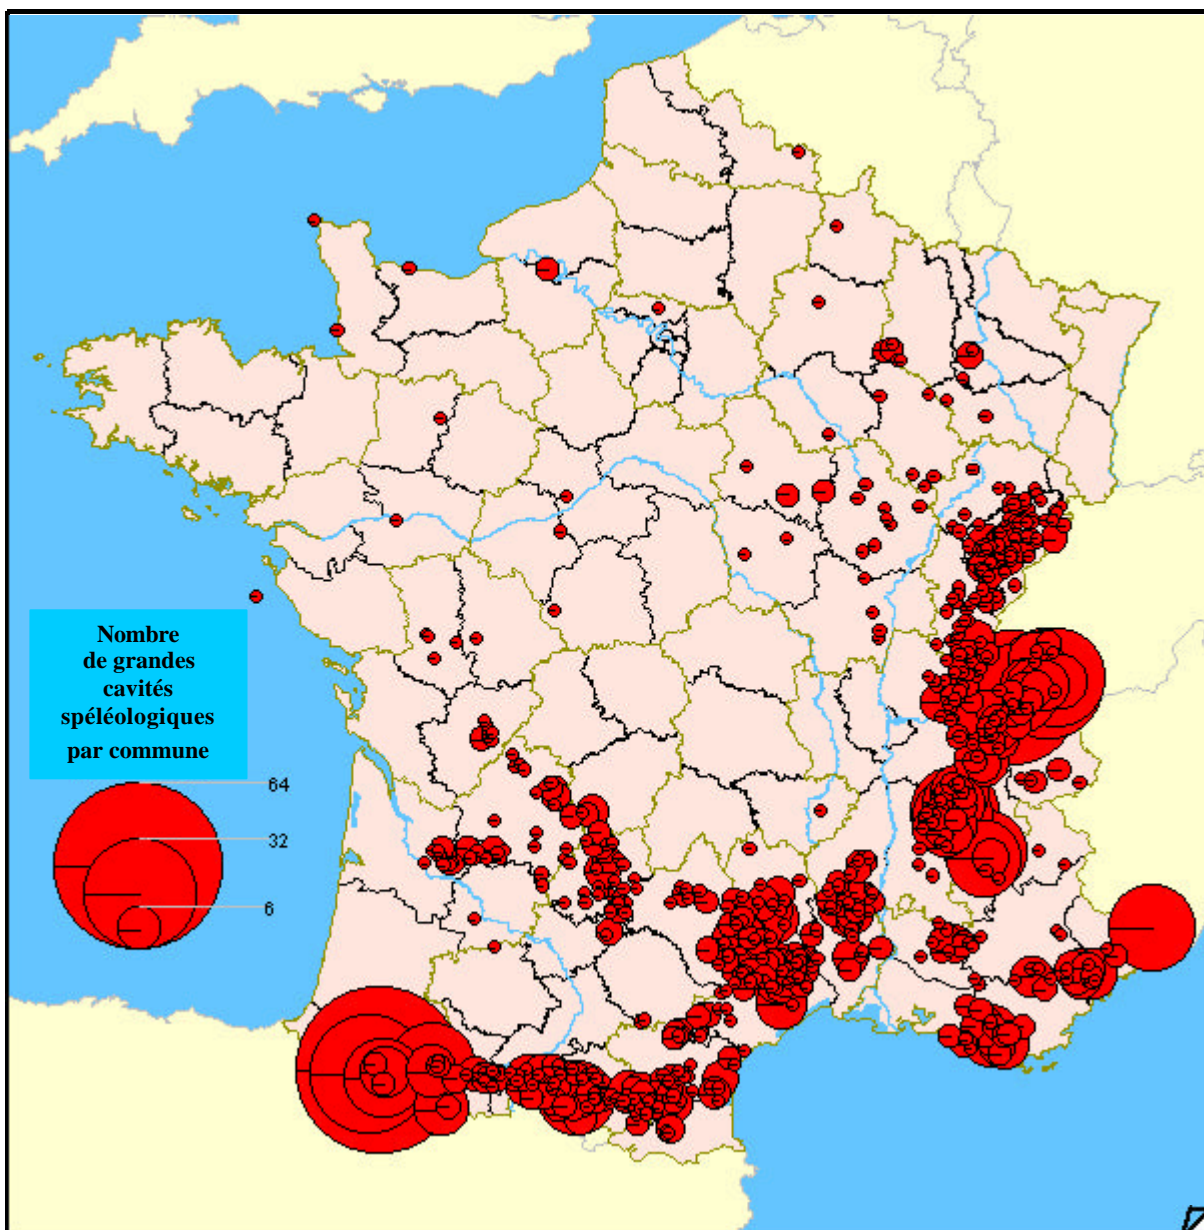 Nombre
de grandes
cavités
spéléologiques
par commune
64
32
6